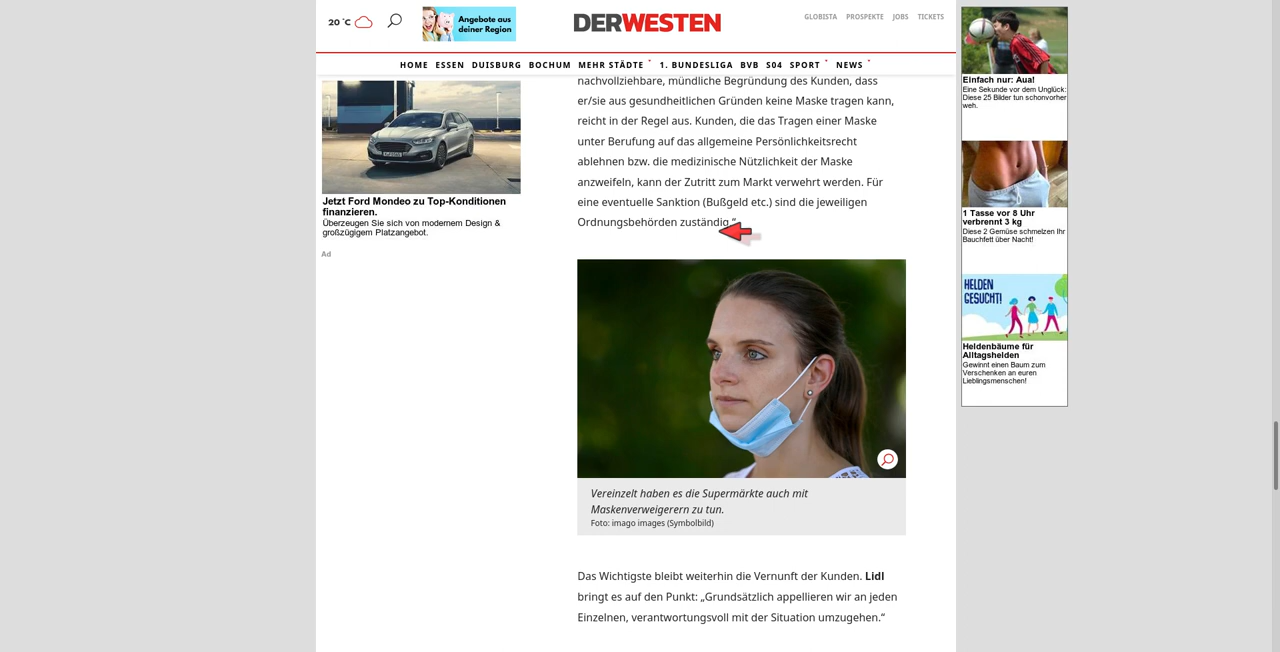 20 °C
Angebote aus
deiner Region
DERWESTEN
GLOBISTA PROSPEKTE JOBS TICKETS
HOME ESSEN DUISBURG BOCHUM MEHR STÄDTE 1. BUNDESLIGA BVB S04 SPORT NEWS
Jetzt Ford Mondeo zu Top-Konditionen
finanzieren.
Überzeugen Sie sich von modernem Design &
großzügigem Platzangebot.
Ad
nachvollziehbare, mündliche Begründung des Kunden, dass
er/sie aus gesundheitlichen Gründen keine Maske tragen kann,
reicht in der Regel aus. Kunden, die das Tragen einer Maske
unter Berufung auf das allgemeine Persönlichkeitsrecht
ablehnen bzw. die medizinische Nützlichkeit der Maske
anzweifeln, kann der Zutritt zum Markt verwehrt werden. Für
eine eventuelle Sanktion (Bußgeld etc.) sind die jeweiligen
Ordnungsbehörden zuständig.“
Vereinzelt haben es die Supermärkte auch mit
Maskenverweigerern zu tun.
Foto: imago images (Symbolbild)
Das Wichtigste bleibt weiterhin die Vernunft der Kunden. Lidl
bringt es auf den Punkt: „Grundsätzlich appellieren wir an jeden
Einzelnen, verantwortungsvoll mit der Situation umzugehen.“
Einfach nur: Aua!
Eine Sekunde vor dem Unglück:
Diese 25 Bilder tun schonvorher
weh.
1 Tasse vor 8 Uhr
verbrennt 3 kg
Diese 2 Gemüse schmelzen Ihr
Bauchfett über Nacht!
HELDEN
GESUCHT!
Heldenbäume für
Alltagshelden
Gewinnt einen Baum zum
Verschenken an euren
Lieblingsmenschen!